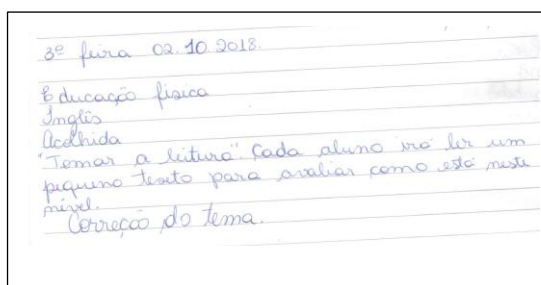 3ª feira 02.10.2018.
Educação física
Inglês
Acolhida
"Tomar a leitura". Cada aluno irá ler um
pequeno texto para avaliar como está neste
nível.
Correção do tema.